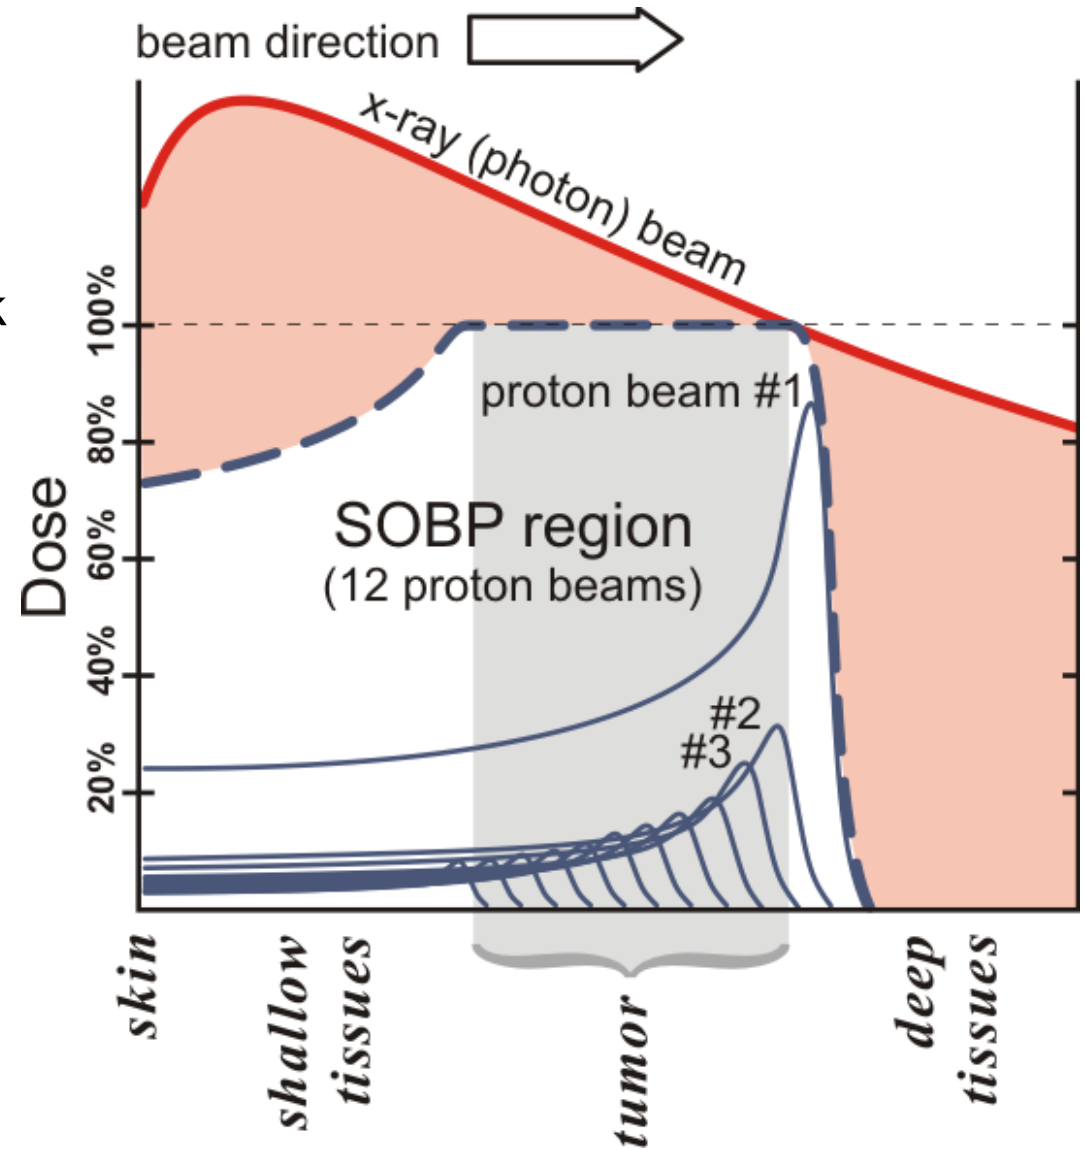 beam direction
x-ray (photon) beam
100%
80%
60%
40%
20%
Dose
proton beam #1
SOBP region
(12 proton beams)
#2
#3
skin
shallow
tissues
tumor
deep
tissues